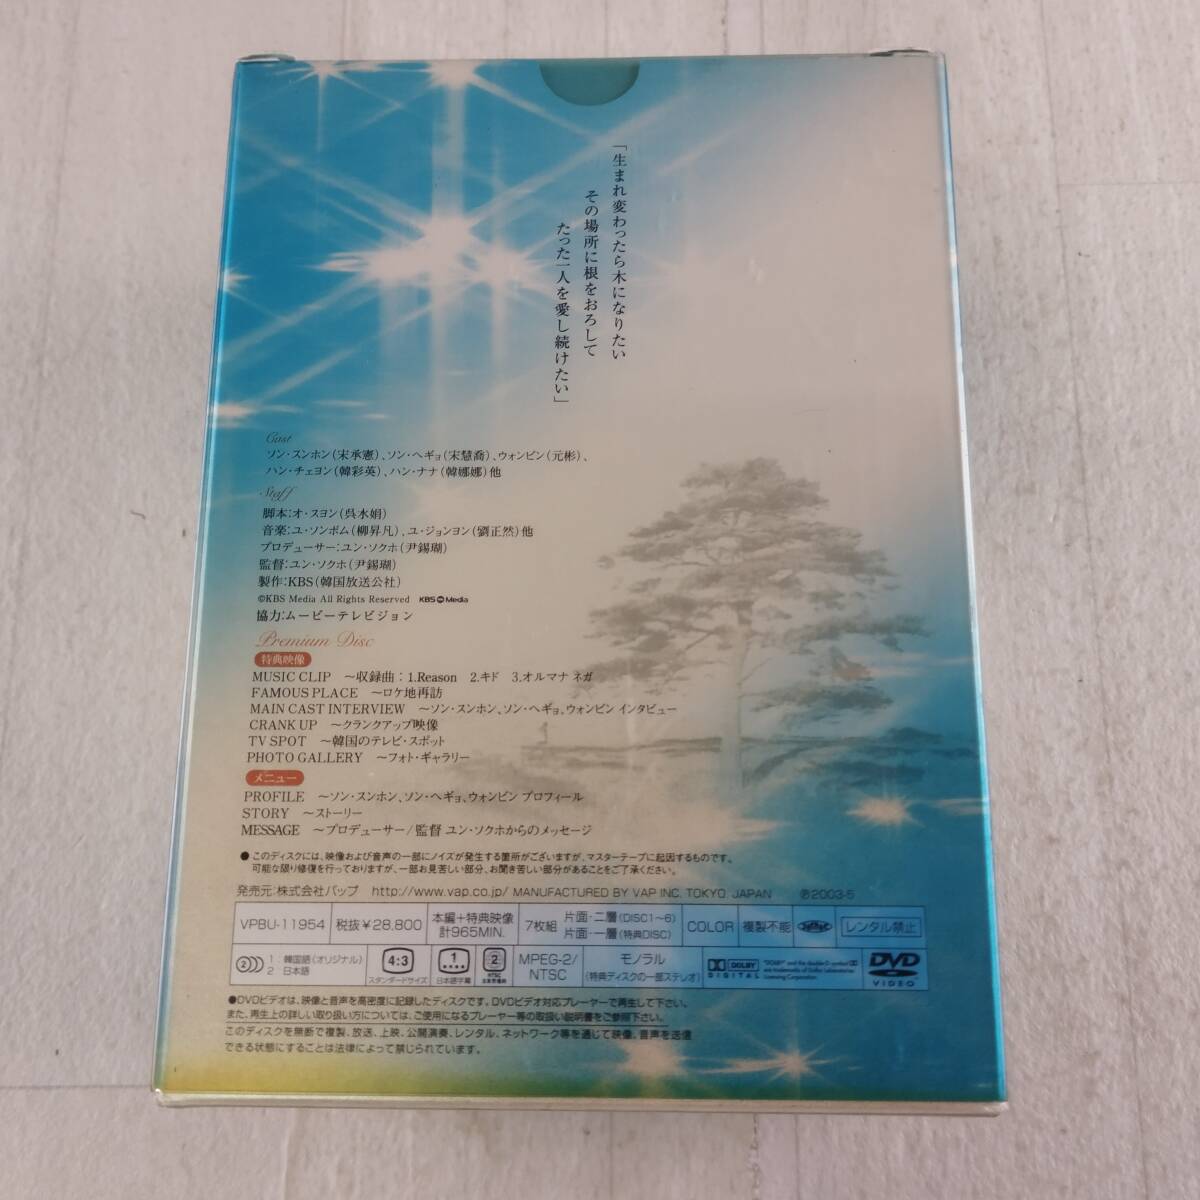 「生まれ変わったら木になりたい
その場所に根をおろして
たった一人を愛し続けたい」
Cast
ソン・スンホン(宋承憲)、ソン・ヘギョ(宋慧喬)、ウォンビン(元彬)、
ハン・チェヨン(韓彩英)、ハン・ナナ(韓娜娜)他
Staff
脚本:オ・スヨン(呉水娟)
音楽:ユ・ソンボム(柳昇凡)、ユ・ジョンヨン(劉正然)他
プロデューサー:ユン・ソクホ(尹錫瑚)
監督:ユン・ソクホ(尹錫瑚)
製作:KBS(韓国放送公社)
©KBS Media All Rights Reserved KBS Media
協力:ムービーテレビジョン
Premium Disc
特典映像
MUSIC CLIP ～収録曲：1.Reason 2.キド 3.オルマナ ネガ
FAMOUS PLACE ～ロケ地再訪
MAIN CAST INTERVIEW ～ソン・スンホン、ソン・ヘギョ、ウォンビン インタビュー
CRANK UP ～クランクアップ映像
TV SPOT ～韓国のテレビ・スポット
PHOTO GALLERY ～フォト・ギャラリー
メニュー
PROFILE ～ソン・スンホン、ソン・ヘギョ、ウォンビン プロフィール
STORY ～ストーリー
MESSAGE ～プロデューサー/監督 ユン・ソクホからのメッセージ
●このディスクには、映像および音声の一部にノイズが発生する箇所がございますが、マスターテープに起因するものです。
可能な限り修復を行っておりますが、一部お見苦しい部分、お聞き苦しい部分があることをご了承ください。
発売元:株式会社バップ http://www.vap.co.jp/ MANUFACTURED BY VAP INC. TOKYO JAPAN ℗2003-5
VPBU-11954 税抜¥28.800 本編+特典映像 計965MIN. 7枚組 片面・二層(DISC1～6) 片面・一層(特典DISC) COLOR 複製不能 レンタル禁止
2 1：韓国語(オリジナル) 2 日本語 4:3 スタンダードサイズ 1 日本語字幕 2 NTSC 日本市場向 MPEG-2/NTSC モノラル (特典ディスクの一部ステレオ) DOLBY DIGITAL "DOLBY" and the double-D symbol are trademarks of Dolby Laboratories Licensing Corporation. DVD VIDEO
●DVDビデオは、映像と音声を高密度に記録したディスクです。DVDビデオ対応プレーヤーで再生して下さい。
また、再生上の詳しい取り扱い方については、ご使用になるプレーヤー等の取扱い説明書をご参照下さい。
このディスクを無断で複製、放送、上映、公開演奏、レンタル、ネットワーク等を通じて映像、音声を送信
できる状態にすることは法律によって禁じられています。